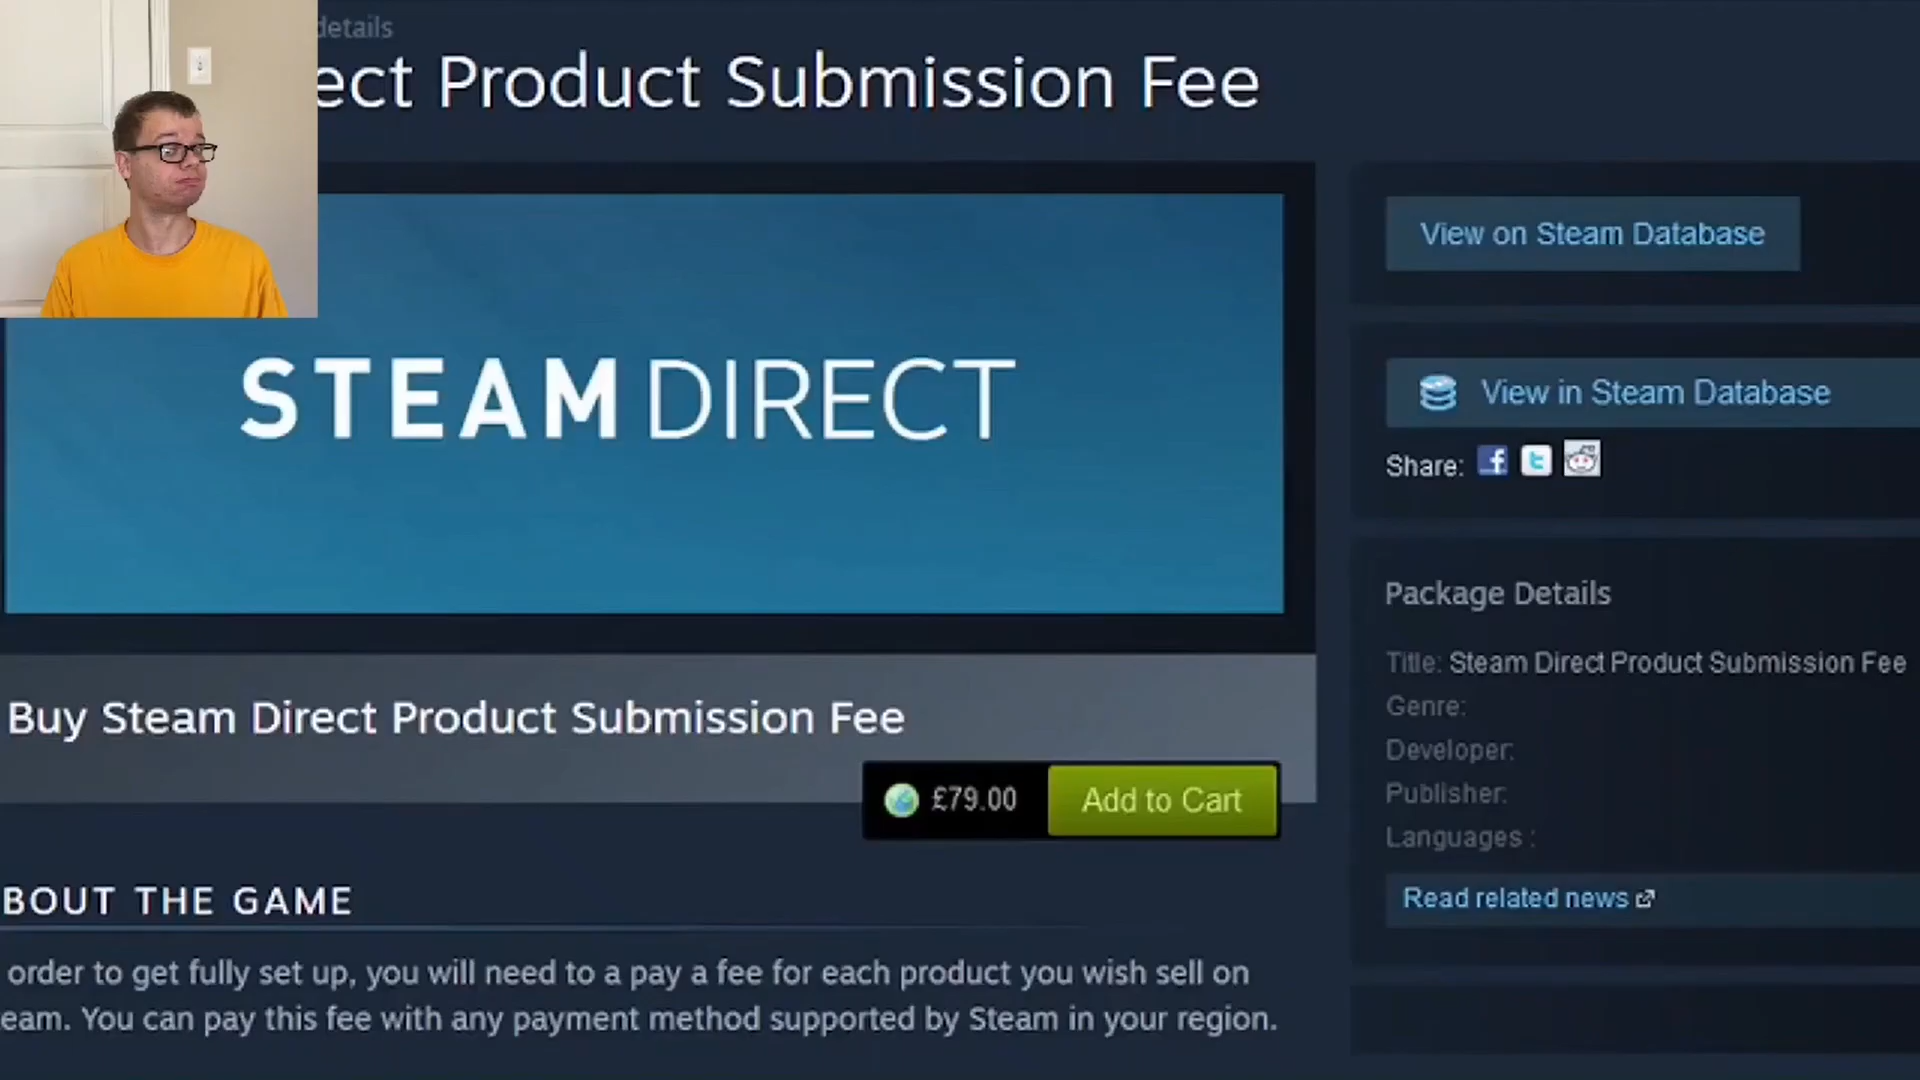 details
ect Product Submission Fee
STEAM DIRECT
View on Steam Database
View in Steam Database
Share:
Package Details
Title: Steam Direct Product Submission Fee
Genre:
Developer:
Publisher:
Languages :
Read related news
Buy Steam Direct Product Submission Fee
£79.00
Add to Cart
BOUT THE GAME
order to get fully set up, you will need to a pay a fee for each product you wish sell on
eam. You can pay this fee with any payment method supported by Steam in your region.